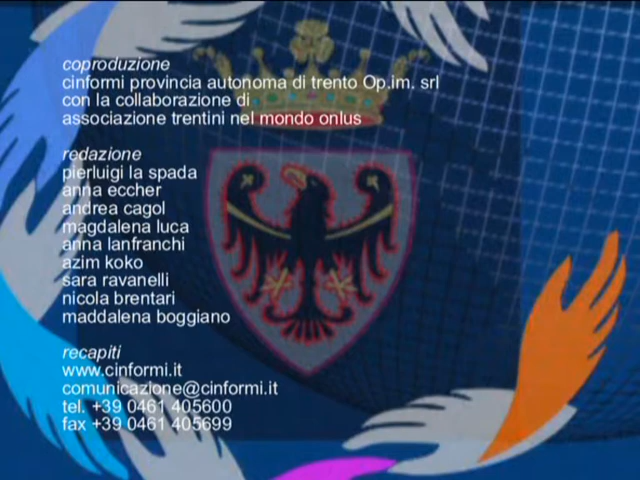 coproduzione
cinformi provincia autonoma di trento Op.im. srl
con la collaborazione di
associazione trentini nel mondo onlus
redazione
pierluigi la spada
anna eccher
andrea cagol
magdalena luca
anna lanfranchi
azim koko
sara ravanelli
nicola brentari
maddalena boggiano
recapiti
www.cinformi.it
comunicazione@cinformi.it
tel. +39 0461 405600
fax +39 0461 405699